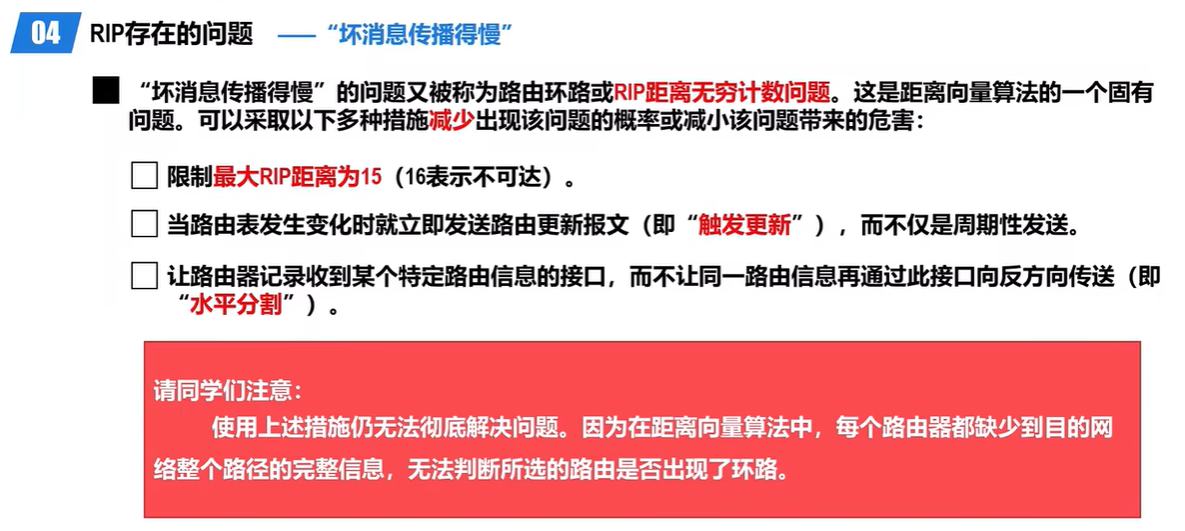 04 RIP存在的问题 ——“坏消息传播得慢”
“坏消息传播得慢”的问题又被称为路由环路或RIP距离无穷计数问题。这是距离向量算法的一个固有
问题。可以采取以下多种措施减少出现该问题的概率或减小该问题带来的危害：
限制最大RIP距离为15（16表示不可达）。
当路由表发生变化时就立即发送路由更新报文（即“触发更新”），而不仅是周期性发送。
让路由器记录收到某个特定路由信息的接口，而不让同一路由信息再通过此接口向反方向传送（即
“水平分割”）。
请同学们注意：
使用上述措施仍无法彻底解决问题。因为在距离向量算法中，每个路由器都缺少到目的网
络整个路径的完整信息，无法判断所选的路由是否出现了环路。